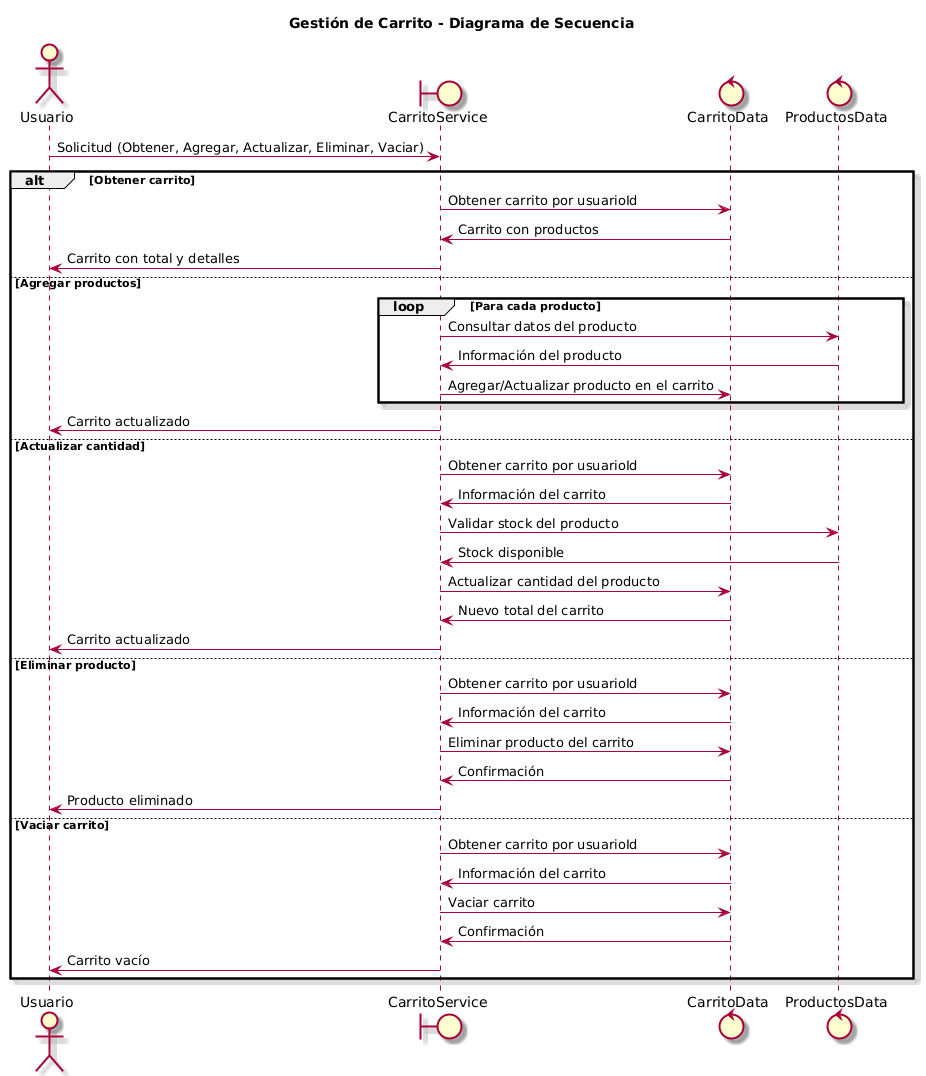 Gestión de Carrito - Diagrama de Secuencia
Usuario
CarritoService
CarritoData
ProductosData
Solicitud (Obtener, Agregar, Actualizar, Eliminar, Vaciar)
alt [Obtener carrito]
Obtener carrito por usuarioId
Carrito con productos
Carrito con total y detalles
[Agregar productos]
loop [Para cada producto]
Consultar datos del producto
Información del producto
Agregar/Actualizar producto en el carrito
Carrito actualizado
[Actualizar cantidad]
Obtener carrito por usuarioId
Información del carrito
Validar stock del producto
Stock disponible
Actualizar cantidad del producto
Nuevo total del carrito
Carrito actualizado
[Eliminar producto]
Obtener carrito por usuarioId
Información del carrito
Eliminar producto del carrito
Confirmación
Producto eliminado
[Vaciar carrito]
Obtener carrito por usuarioId
Información del carrito
Vaciar carrito
Confirmación
Carrito vacío
Usuario
CarritoService
CarritoData
ProductosData